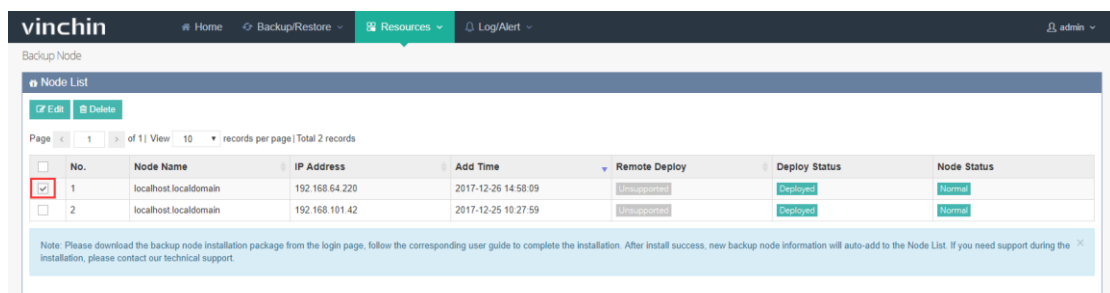 vinchin Home Backup/Restore Resources Log/Alert admin
Backup Node
Node List
Edit Delete
Page 1 of 1| View 10 records per page|Total 2 records
No. Node Name IP Address Add Time Remote Deploy Deploy Status Node Status
1 localhost.localdomain 192.168.64.220 2017-12-26 14:58:09 Unsupported Deployed Normal
2 localhost.localdomain 192.168.101.42 2017-12-25 10:27:59 Unsupported Deployed Normal
Note: Please download the backup node installation package from the login page, follow the corresponding user guide to complete the installation. After install success, new backup node information will auto-add to the Node List. If you need support during the
installation, please contact our technical support.